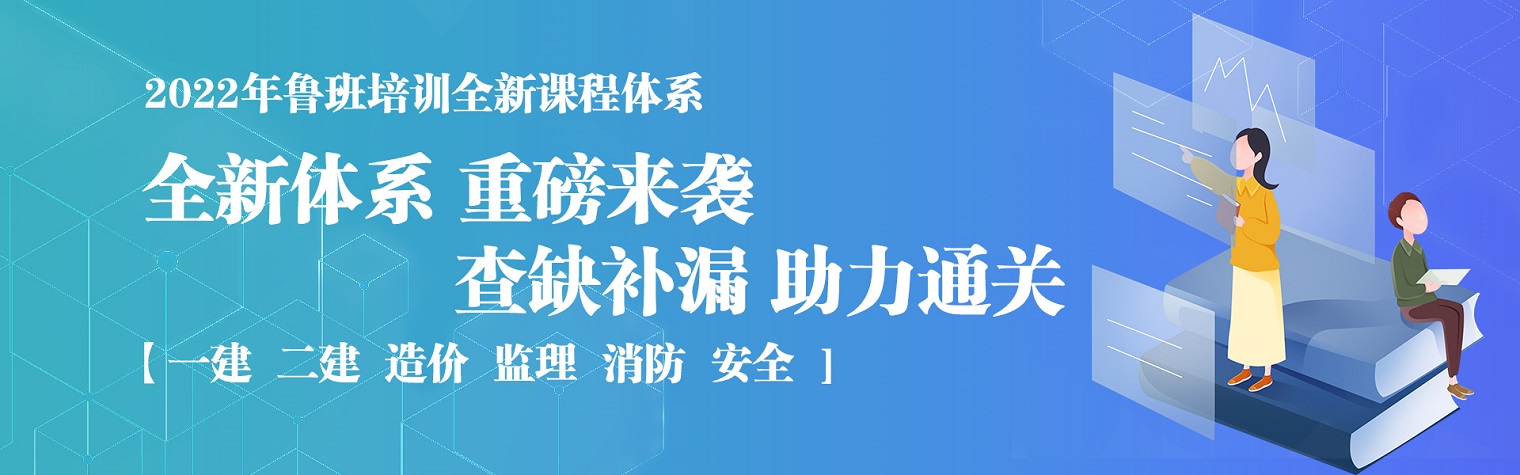 2022年鲁班培训全新课程体系
全新体系 重磅来袭
查缺补漏 助力通关
【 一建 二建 造价 监理 消防 安全 】